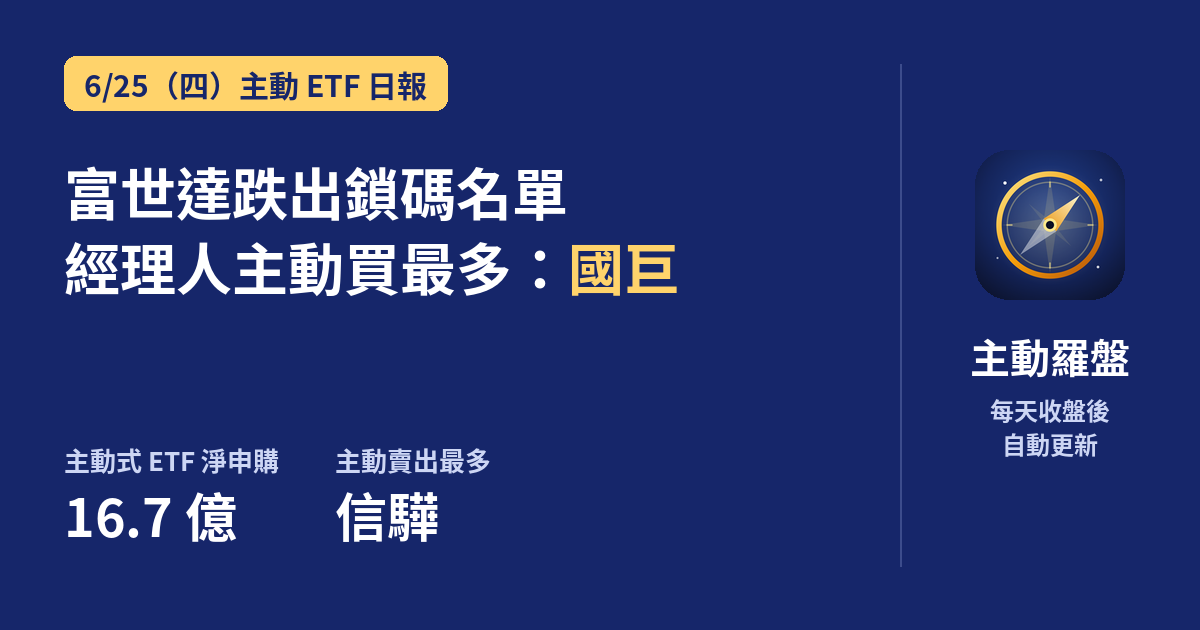 6/25（四）主動 ETF 日報
富世達跌出鎖碼名單
經理人主動買最多：國巨
主動式 ETF 淨申購
16.7 億
主動賣出最多
信驊
主動羅盤
每天收盤後
自動更新